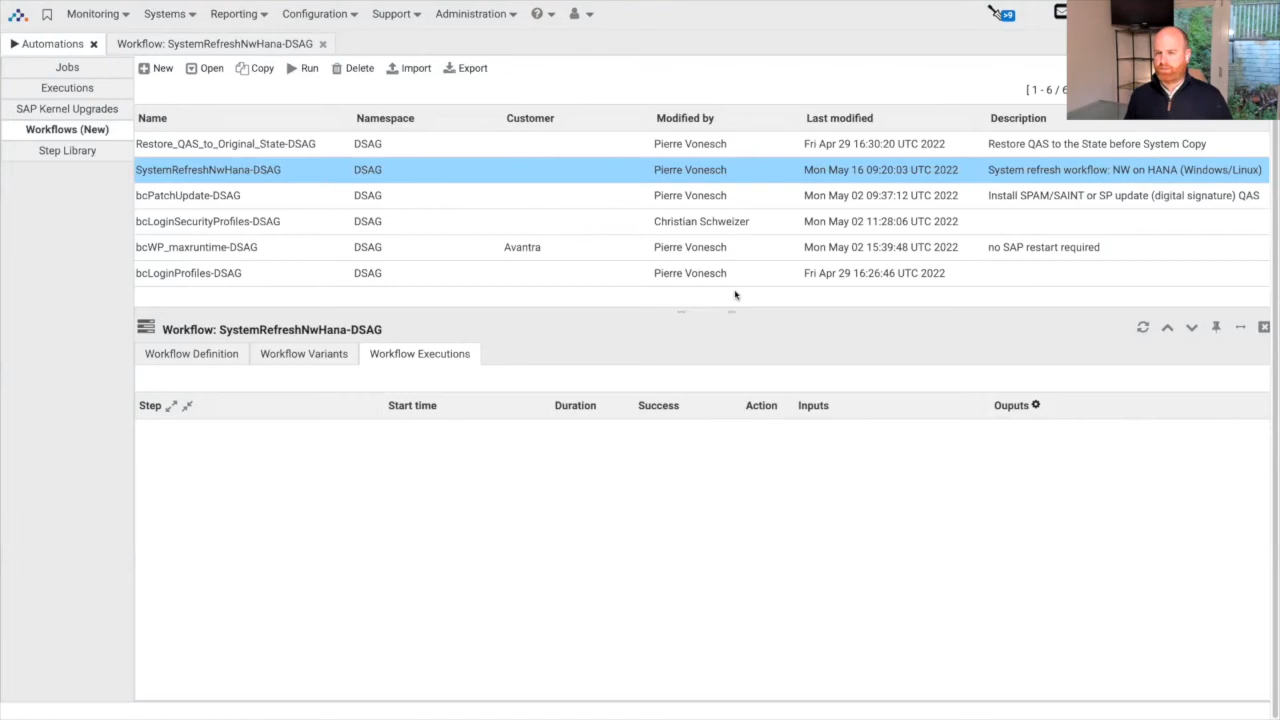 Monitoring Systems Reporting Configuration Support Administration >9
Automations Workflow: SystemRefreshNwHana-DSAG
Jobs
Executions
SAP Kernel Upgrades
Workflows (New)
Step Library
New Open Copy Run Delete Import Export
[ 1 - 6 / 6
Name Namespace Customer Modified by Last modified Description
Restore_QAS_to_Original_State-DSAG DSAG Pierre Vonesch Fri Apr 29 16:30:20 UTC 2022 Restore QAS to the State before System Copy
SystemRefreshNwHana-DSAG DSAG Pierre Vonesch Mon May 16 09:20:03 UTC 2022 System refresh workflow: NW on HANA (Windows/Linux)
bcPatchUpdate-DSAG DSAG Pierre Vonesch Mon May 02 09:37:12 UTC 2022 Install SPAM/SAINT or SP update (digital signature) QAS
bcLoginSecurityProfiles-DSAG DSAG Christian Schweizer Mon May 02 11:28:06 UTC 2022
bcWP_maxruntime-DSAG DSAG Avantra Pierre Vonesch Mon May 02 15:39:48 UTC 2022 no SAP restart required
bcLoginProfiles-DSAG DSAG Pierre Vonesch Fri Apr 29 16:26:46 UTC 2022
Workflow: SystemRefreshNwHana-DSAG
Workflow Definition Workflow Variants Workflow Executions
Step Start time Duration Success Action Inputs Ouputs